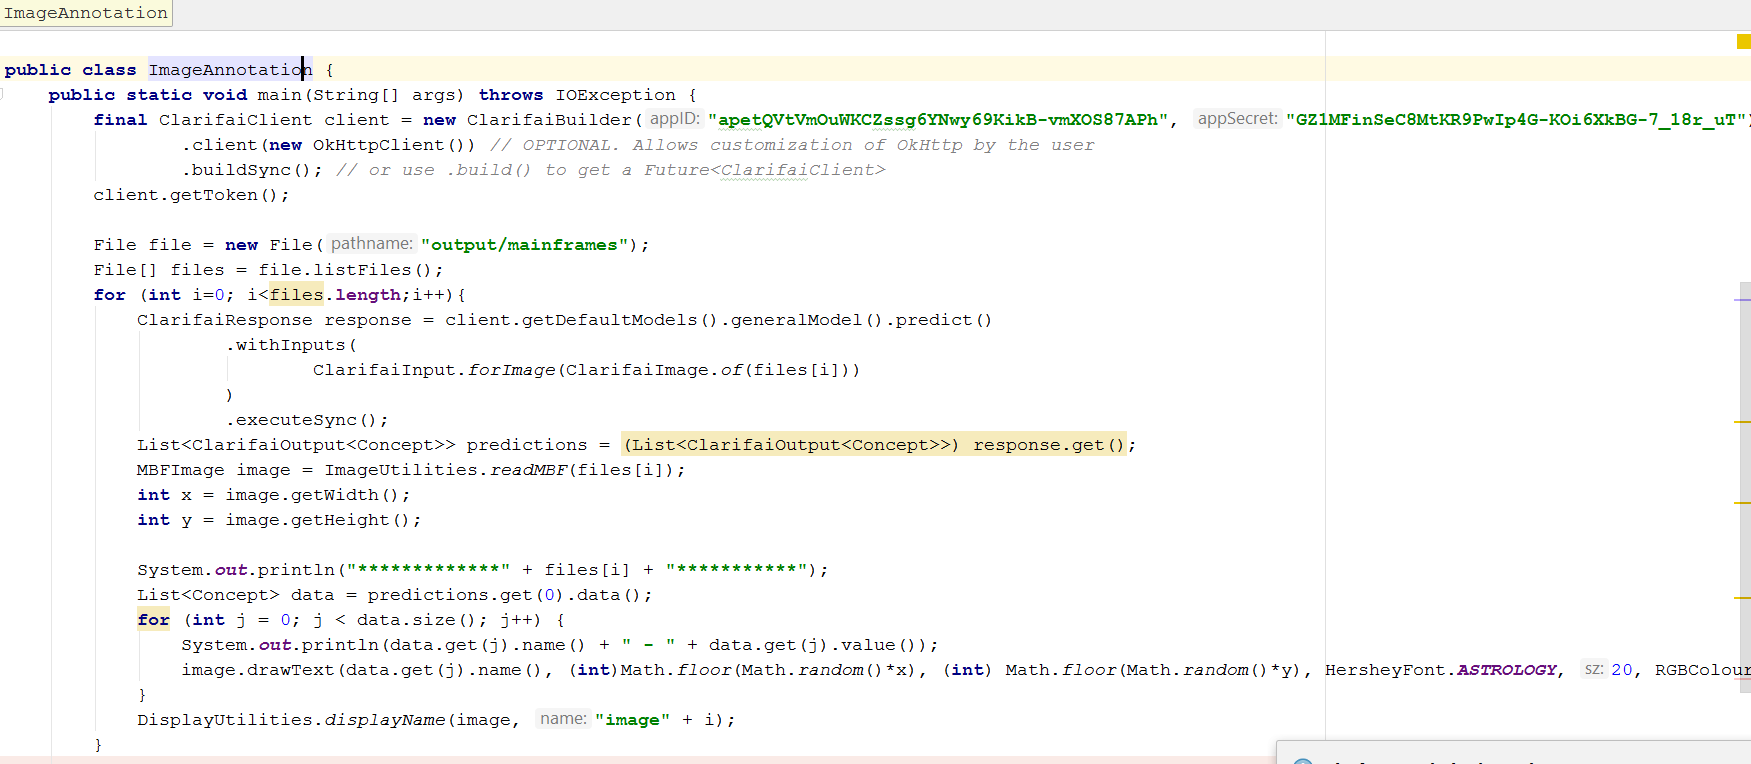 ImageAnnotation
public class ImageAnnotation {
public static void main(String[] args) throws IOException {
final ClarifaiClient client = new ClarifaiBuilder( appID: "apetQVtVmOuWKCZssg6YNwy69KikB-vmXOS87APh", appSecret: "GZ1MFinSeC8MtKR9PwIp4G-KOi6XkBG-7_18r_uT")
.client(new OkHttpClient()) // OPTIONAL. Allows customization of OkHttp by the user
.buildSync(); // or use .build() to get a Future<ClarifaiClient>
client.getToken();
File file = new File( pathname: "output/mainframes");
File[] files = file.listFiles();
for (int i=0; i<files.length;i++){
ClarifaiResponse response = client.getDefaultModels().generalModel().predict()
.withInputs(
ClarifaiInput.forImage(ClarifaiImage.of(files[i]))
)
.executeSync();
List<ClarifaiOutput<Concept>> predictions = (List<ClarifaiOutput<Concept>>) response.get();
MBFImage image = ImageUtilities.readMBF(files[i]);
int x = image.getWidth();
int y = image.getHeight();
System.out.println("*************" + files[i] + "***********");
List<Concept> data = predictions.get(0).data();
for (int j = 0; j < data.size(); j++) {
System.out.println(data.get(j).name() + " - " + data.get(j).value());
image.drawText(data.get(j).name(), (int)Math.floor(Math.random()*x), (int) Math.floor(Math.random()*y), HersheyFont.ASTROLOGY, sz: 20, RGBColour
}
DisplayUtilities.displayName(image, name: "image" + i);
}